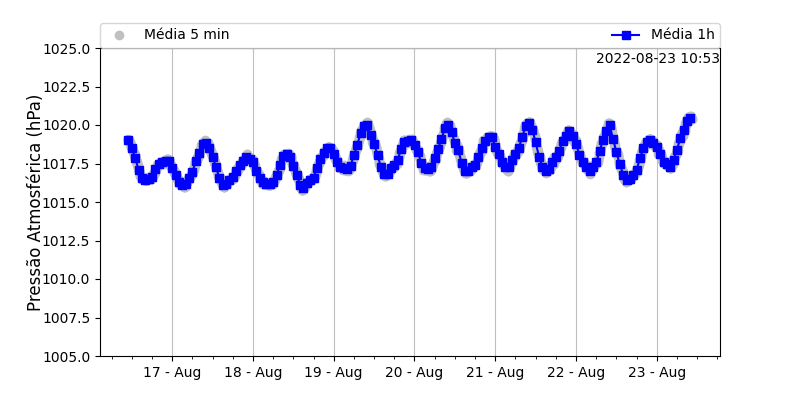 Média 5 min
Média 1h
2022-08-23 10:53
Pressão Atmosférica (hPa)
1025.0
1022.5
1020.0
1017.5
1015.0
1012.5
1010.0
1007.5
1005.0
17 - Aug
18 - Aug
19 - Aug
20 - Aug
21 - Aug
22 - Aug
23 - Aug